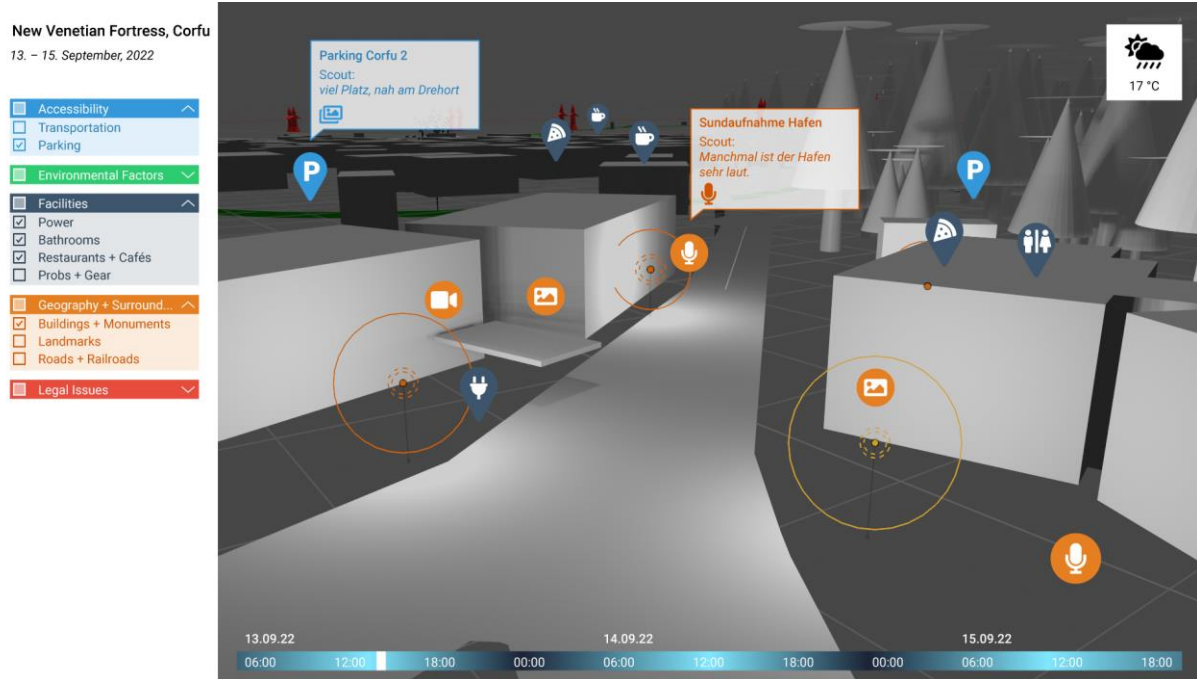 New Venetian Fortress, Corfu
13. – 15. September, 2022
Accessibility
Transportation
Parking
Environmental Factors
Facilities
Power
Bathrooms
Restaurants + Cafés
Probs + Gear
Geography + Surround...
Buildings + Monuments
Landmarks
Roads + Railroads
Legal Issues
Parking Corfu 2
Scout:
viel Platz, nah am Drehort
P
Sundaufnahme Hafen
Scout:
Manchmal ist der Hafen
sehr laut.
P
17 °C
13.09.22 14.09.22 15.09.22
06:00 12:00 18:00 00:00 06:00 12:00 18:00 00:00 06:00 12:00 18:00